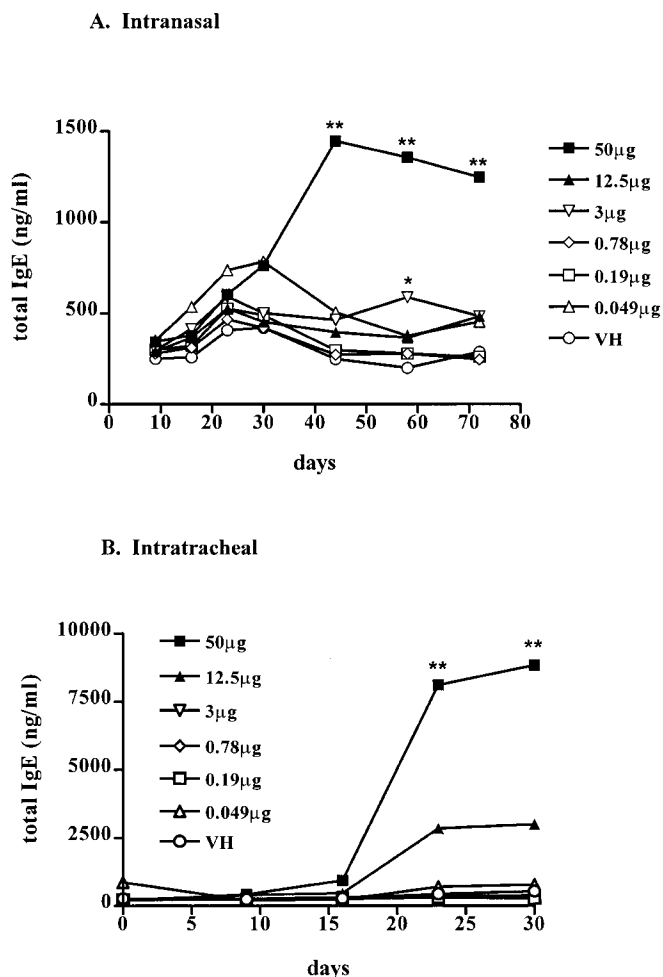 A. Intranasal
total IgE (ng/ml)
1500
1000
500
0
0 10 20 30 40 50 60 70 80
days
** ** **
*
50µg
12.5µg
3µg
0.78µg
0.19µg
0.049µg
VH
B. Intratracheal
total IgE (ng/ml)
10000
7500
5000
2500
0
0 5 10 15 20 25 30
days
50µg
12.5µg
3µg
0.78µg
0.19µg
0.049µg
VH
** **